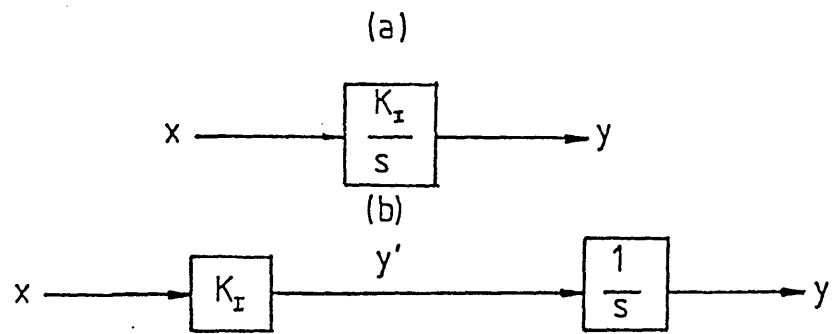 (a)
x K_I/s y
(b)
y'
x K_I 1/s y